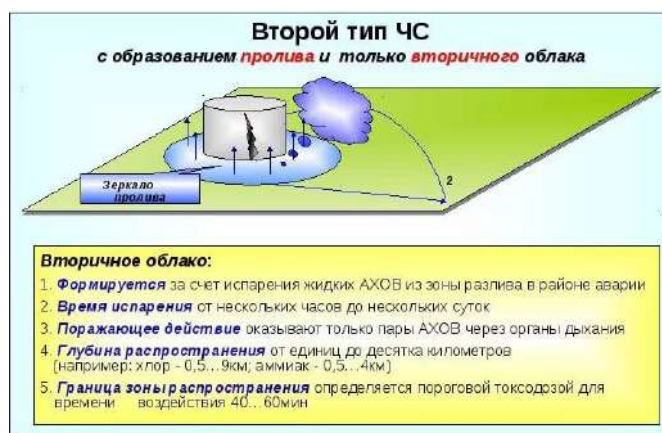 Второй тип ЧС
с образованием пролива и только вторичного облака
2
Зеркало
пролива
Вторичное облако:
1. Формируется за счет испарения жидких АХОВ из зоны разлива в районе аварии
2. Время испарения от нескольких часов до нескольких суток
3. Поражающее действие оказывают только пары АХОВ через органы дыхания
4. Глубина распространения от единиц до десятка километров
(например: хлор - 0,5...9км; аммиак - 0,5...4км)
5. Граница зоны распространения определяется пороговой токсодозой для
времени воздействия 40...60мин